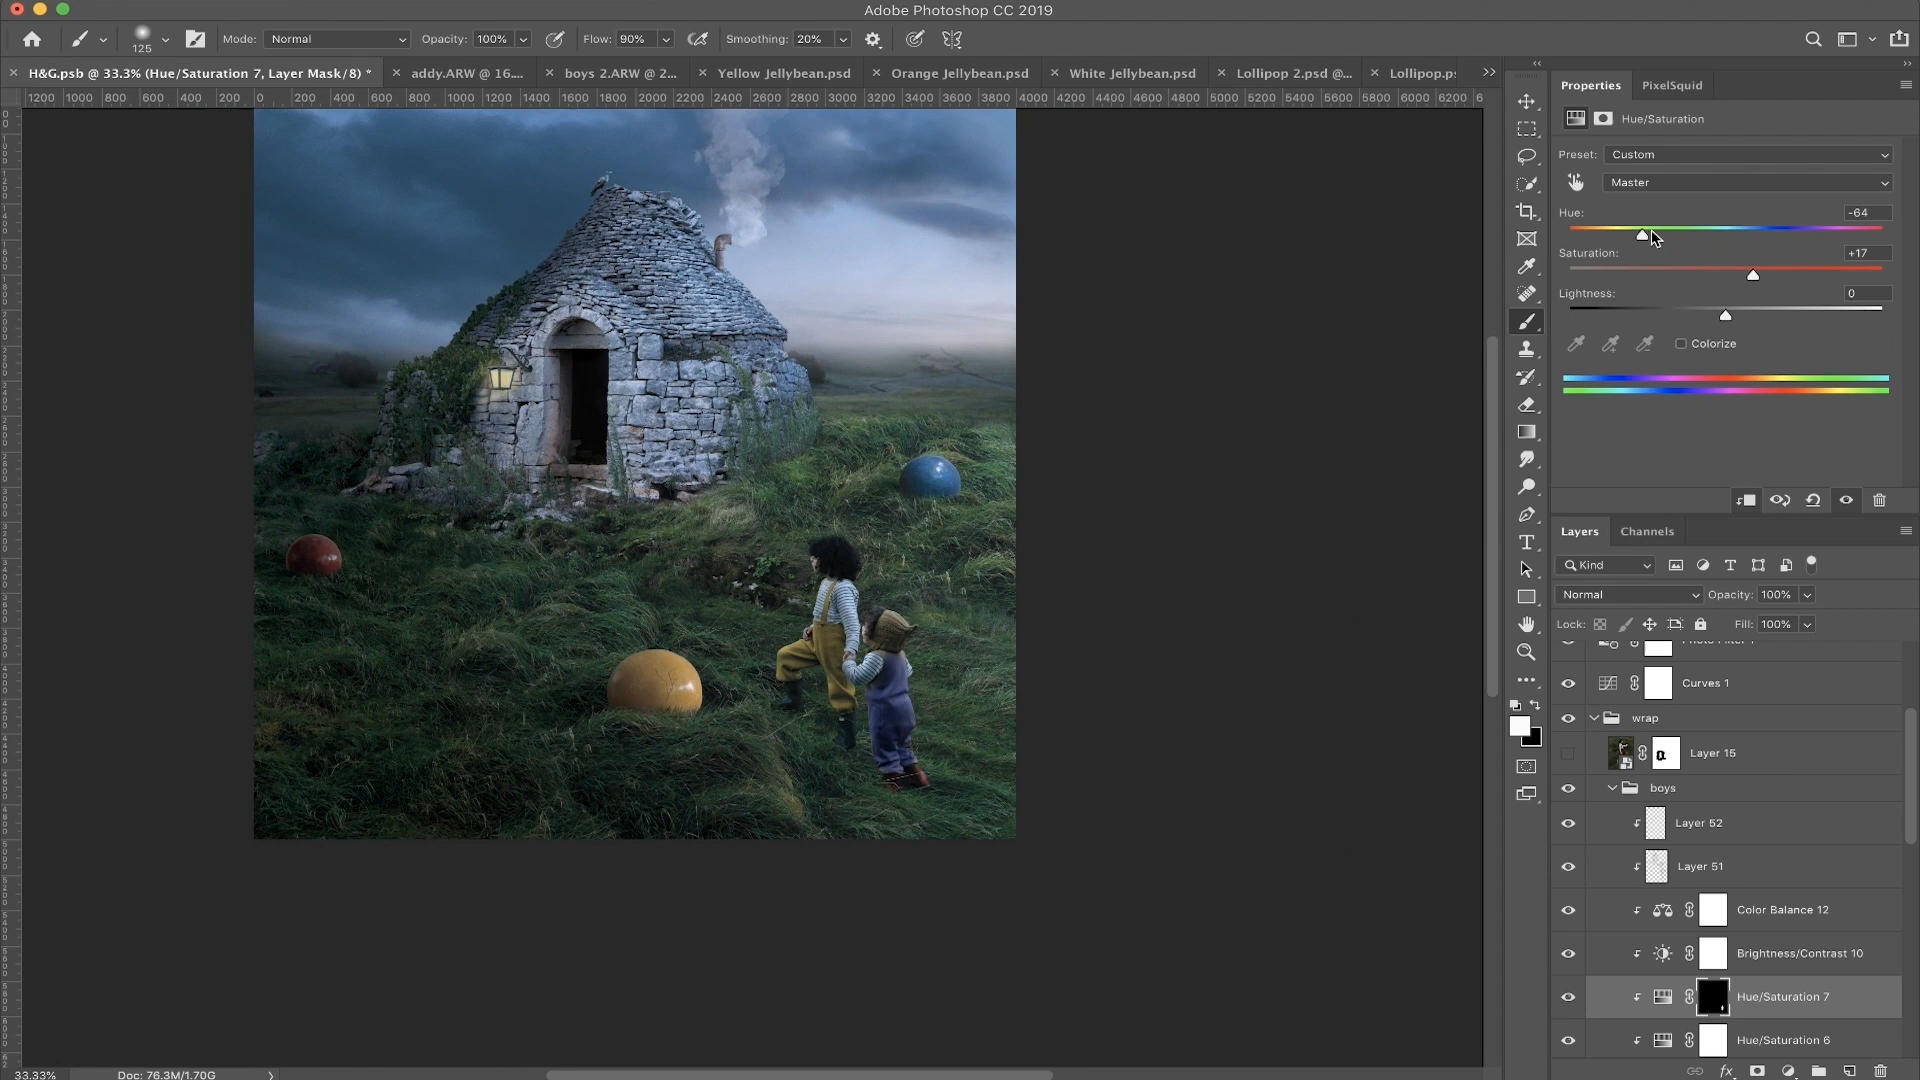 Adobe Photoshop CC 2019
125 Mode: Normal Opacity: 100% Flow: 90% Smoothing: 20%
H&G.psb @ 33.3% (Hue/Saturation 7, Layer Mask/8) * addy.ARW @ 16.... boys 2.ARW @ 2... Yellow Jellybean.psd Orange Jellybean.psd White Jellybean.psd Lollipop 2.psd @... Lollipop.ps
1200 1000 800 600 400 200 0 200 400 600 800 1000 1200 1400 1600 1800 2000 2200 2400 2600 2800 3000 3200 3400 3600 3800 4000 4200 4400 4600 4800 5000 5200 5400 5600 5800 6000 6200 6
Properties PixelSquid
Hue/Saturation
Preset: Custom
Master
Hue: -64
Saturation: +17
Lightness: 0
Colorize
Layers Channels
Kind
Normal Opacity: 100%
Lock: Fill: 100%
Curves 1
wrap
Layer 15
boys
Layer 52
Layer 51
Color Balance 12
Brightness/Contrast 10
Hue/Saturation 7
Hue/Saturation 6
33.33% Doc: 76.3M/1.70G